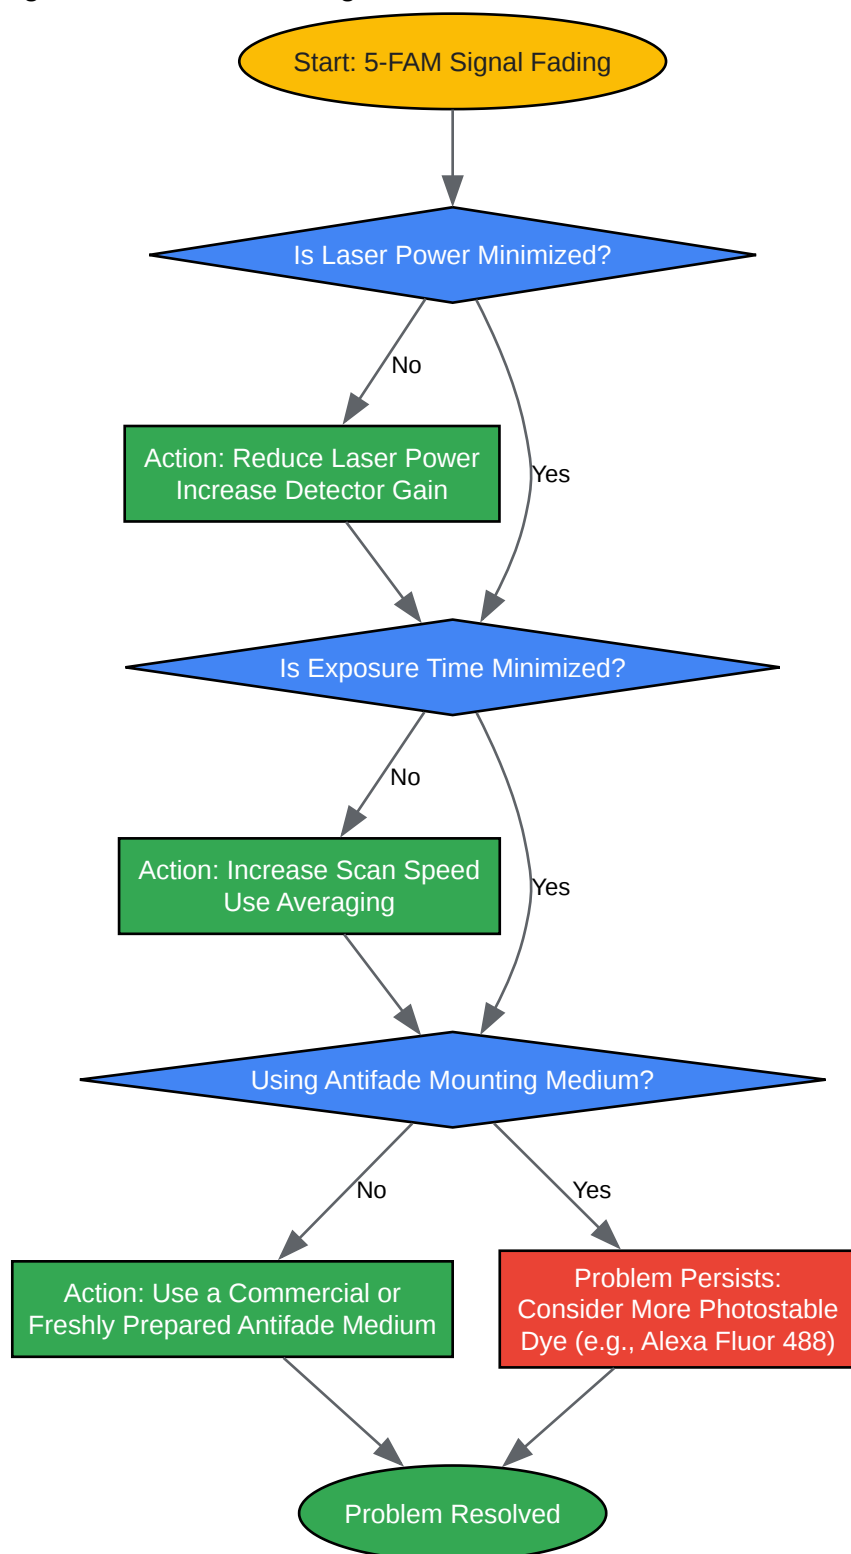 Start: 5-FAM Signal Fading
Is Laser Power Minimized?
No
Action: Reduce Laser Power
Increase Detector Gain
Yes
Is Exposure Time Minimized?
No
Action: Increase Scan Speed
Use Averaging
Yes
Using Antifade Mounting Medium?
No
Yes
Action: Use a Commercial or
Freshly Prepared Antifade Medium
Problem Persists:
Consider More Photostable
Dye (e.g., Alexa Fluor 488)
Problem Resolved